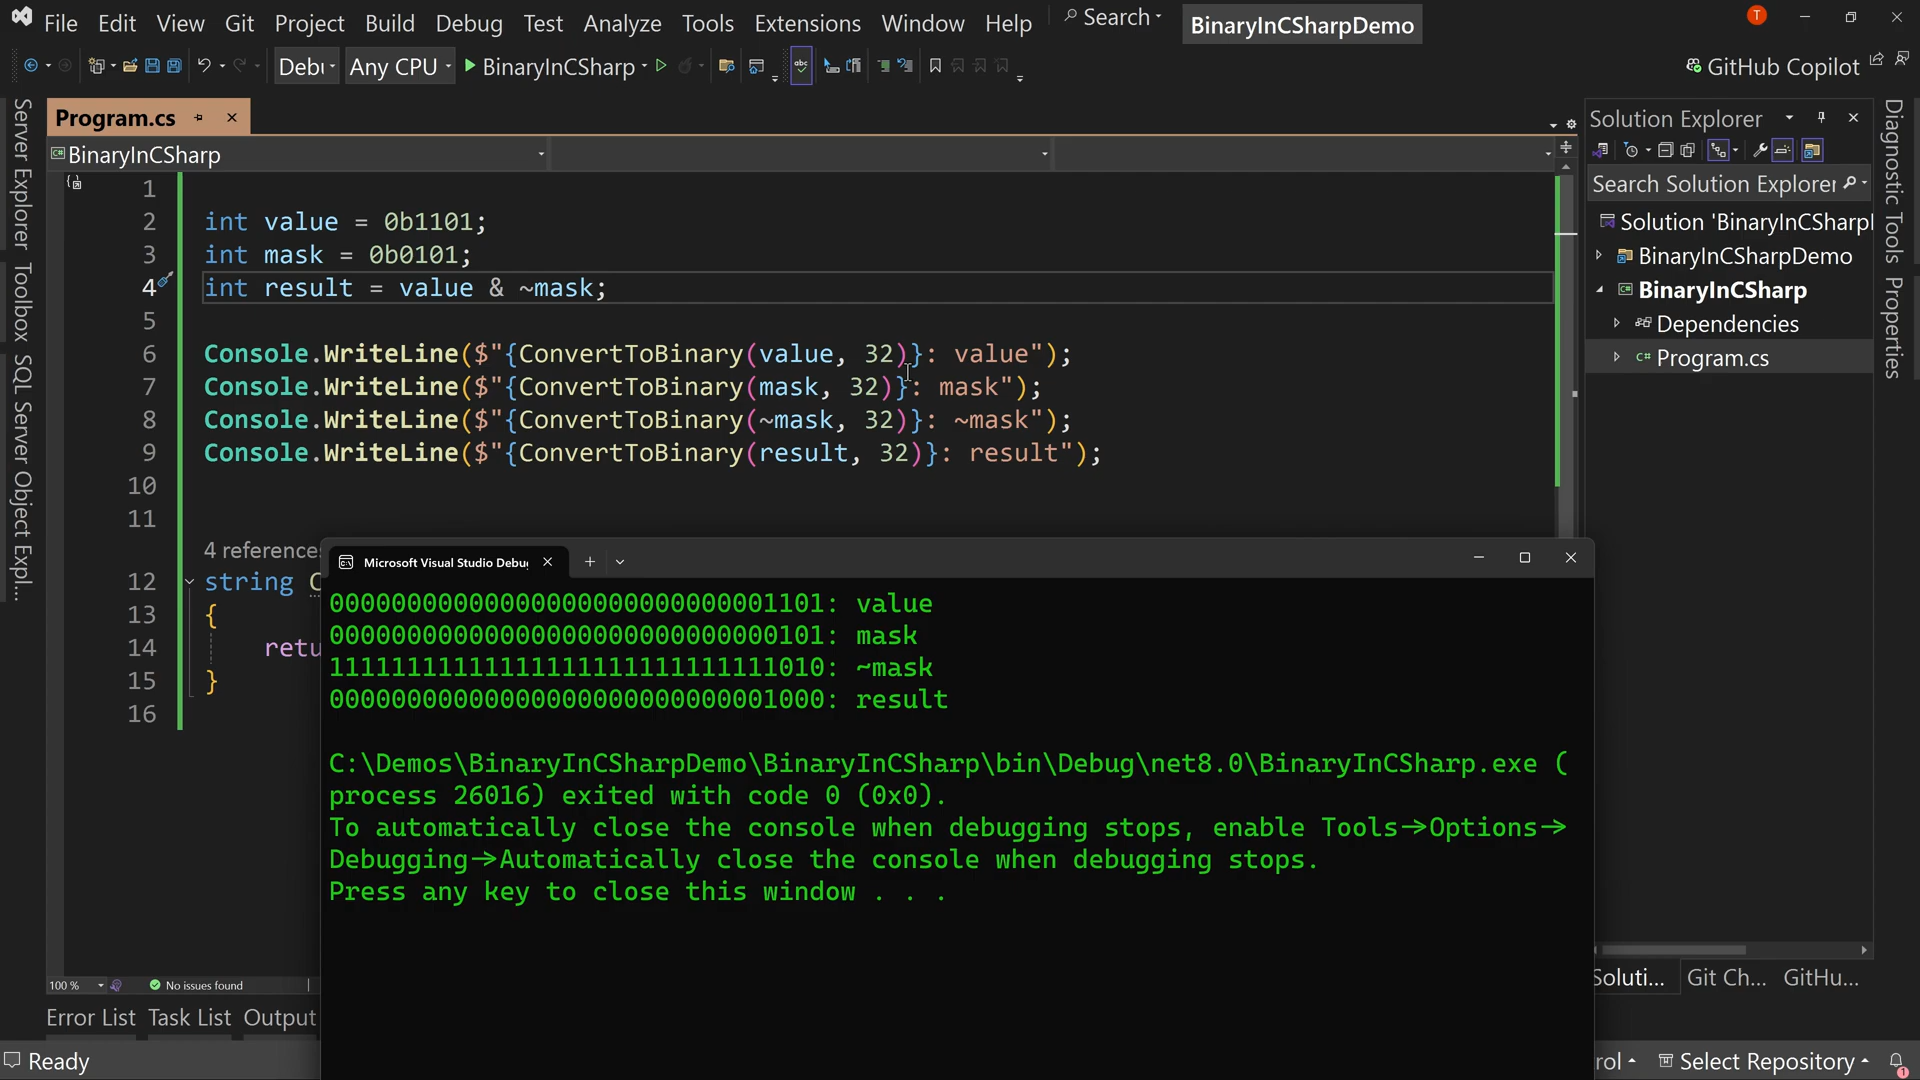 File Edit View Git Project Build Debug Test Analyze Tools Extensions Window Help Search BinaryInCSharpDemo T
Debu Any CPU BinaryInCSharp GitHub Copilot
Server Explorer
Toolbox
SQL Server Object Expl...
Program.cs
BinaryInCSharp
1
2 int value = 0b1101;
3 int mask = 0b0101;
4 int result = value & ~mask;
5
6 Console.WriteLine($"{ConvertToBinary(value, 32)}: value");
7 Console.WriteLine($"{ConvertToBinary(mask, 32)}: mask");
8 Console.WriteLine($"{ConvertToBinary(~mask, 32)}: ~mask");
9 Console.WriteLine($"{ConvertToBinary(result, 32)}: result");
10
11
4 references
12 string C
13 {
14 retu
15 }
16
Microsoft Visual Studio Debu
00000000000000000000000000001101: value
00000000000000000000000000000101: mask
11111111111111111111111111111010: ~mask
00000000000000000000000000001000: result
C:\Demos\BinaryInCSharpDemo\BinaryInCSharp\bin\Debug\net8.0\BinaryInCSharp.exe (
process 26016) exited with code 0 (0x0).
To automatically close the console when debugging stops, enable Tools→Options→
Debugging→Automatically close the console when debugging stops.
Press any key to close this window . . .
Solution Explorer
Search Solution Explorer
Solution 'BinaryInCSharp
BinaryInCSharpDemo
BinaryInCSharp
Dependencies
Program.cs
Diagnostic Tools
Properties
100 % No issues found
Soluti... Git Ch... GitHu...
Error List Task List Output
Ready rol Select Repository 1